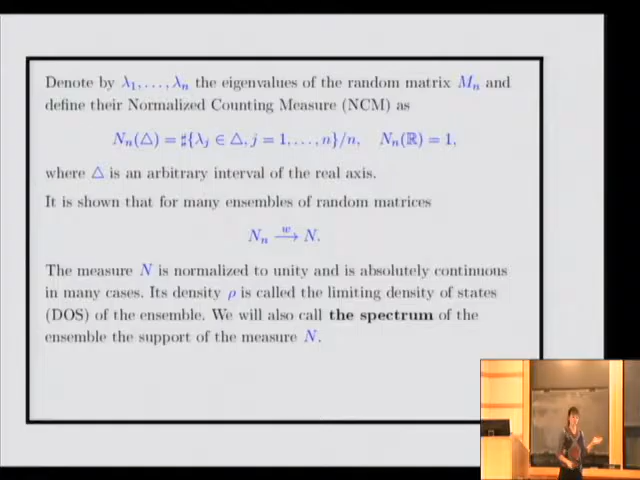 Denote by λ₁, . . . , λₙ the eigenvalues of the random matrix Mₙ and
define their Normalized Counting Measure (NCM) as
Nₙ(△) = ♯{λⱼ ∈ △, j = 1, . . . , n}/n, Nₙ(ℝ) = 1,
where △ is an arbitrary interval of the real axis.
It is shown that for many ensembles of random matrices
Nₙ —ʷ→ N.
The measure N is normalized to unity and is absolutely continuous
in many cases. Its density ρ is called the limiting density of states
(DOS) of the ensemble. We will also call the spectrum of the
ensemble the support of the measure N.